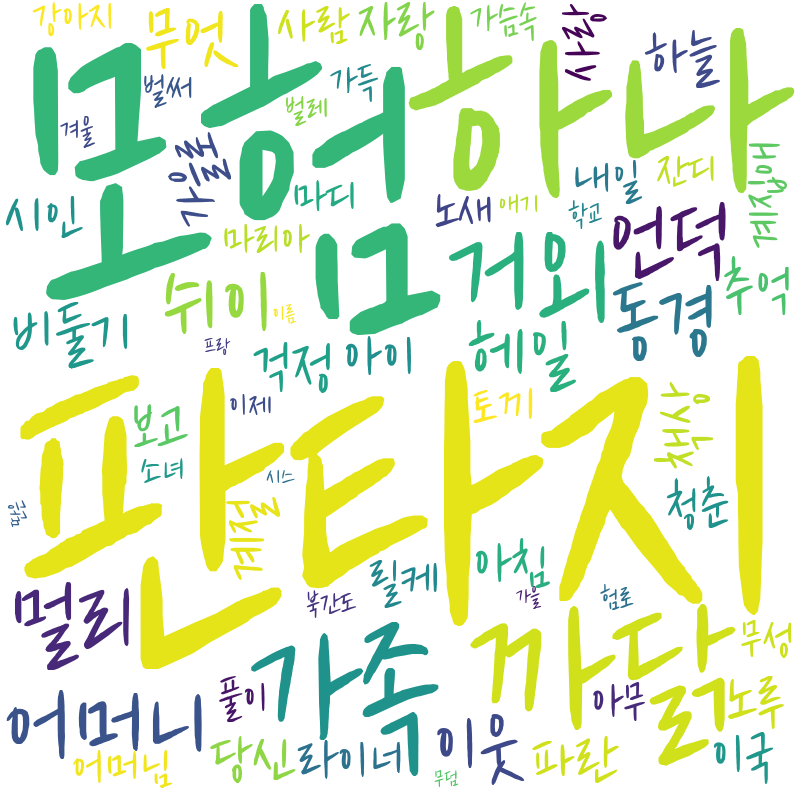 강아지
무엇
사람
자랑
가슴속
사랑
하늘
모험
하나
벌써
가득
벌레
겨울
가을로
마디
시인
마리아
노새
애기
내일
학교
잔디
계집애
언덕
거외
추억
동경
쉬이
이름
비둘기
프랑
걱정
아이
헤일
판타지
이제
보고
소녀
토끼
책상
시스
계절
청춘
아침
릴케
북간도
가을
험로
멀리
까닭
무성
가족
풀이
아무
노루
어머니
어머님
당신
라이네
이웃
무덤
파란
이국